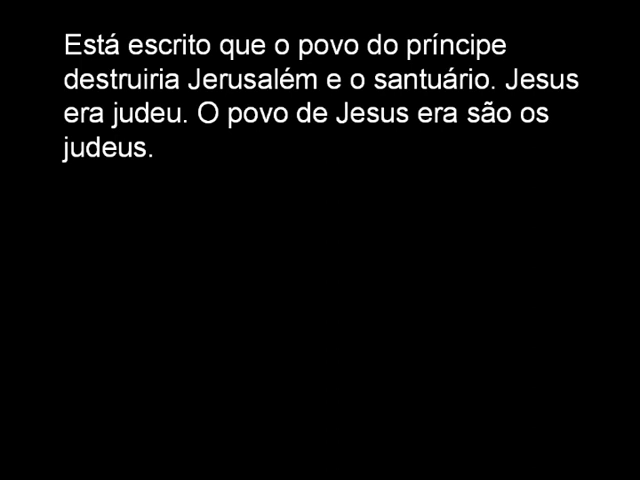 Está escrito que o povo do príncipe
destruiria Jerusalém e o santuário. Jesus
era judeu. O povo de Jesus era são os
judeus.